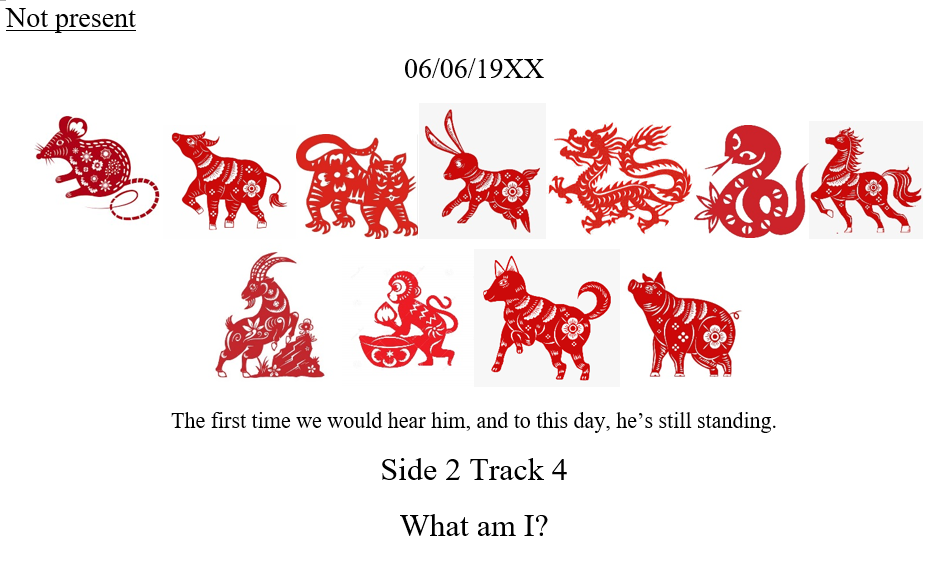 Not present
06/06/19XX
The first time we would hear him, and to this day, he’s still standing.
Side 2 Track 4
What am I?